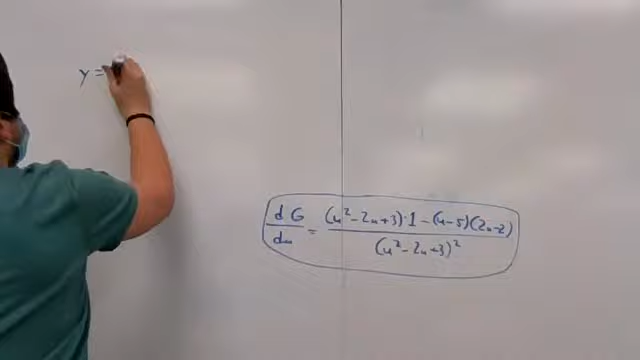 y =
dG/du = (u²-2u+3)·1-(u-5)(2u-2)/(u²-2u+3)²